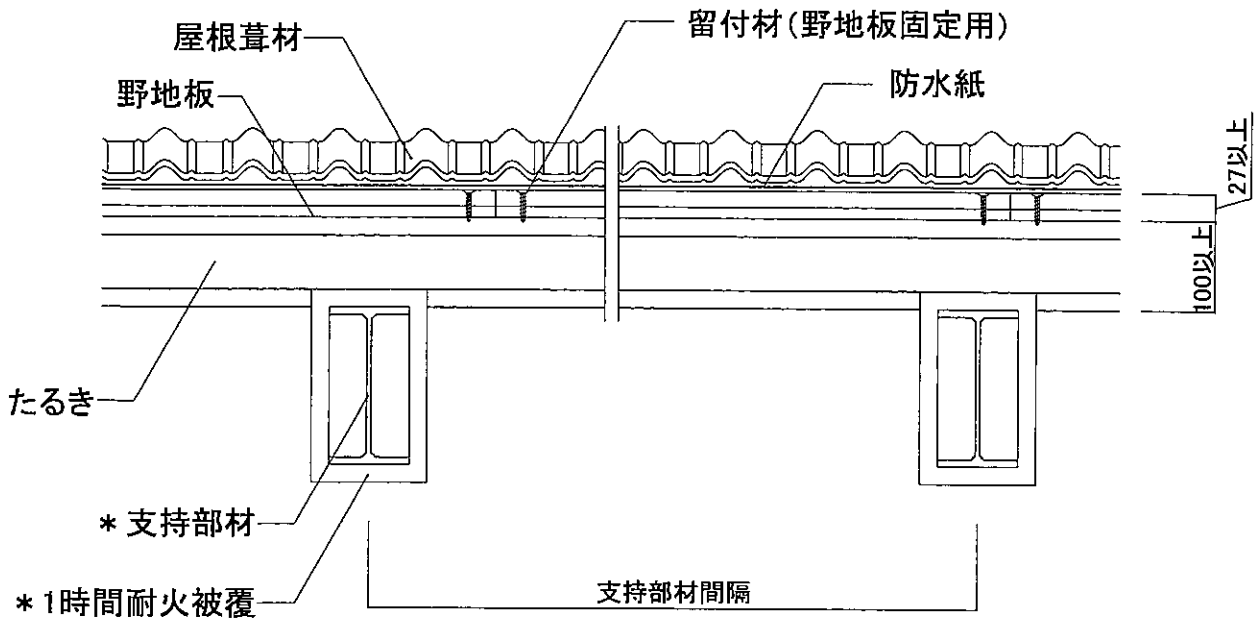 屋根葺材
留付材(野地板固定用)
野地板
防水紙
27以上
100以上
たるき
*支持部材
*1時間耐火被覆
支持部材間隔